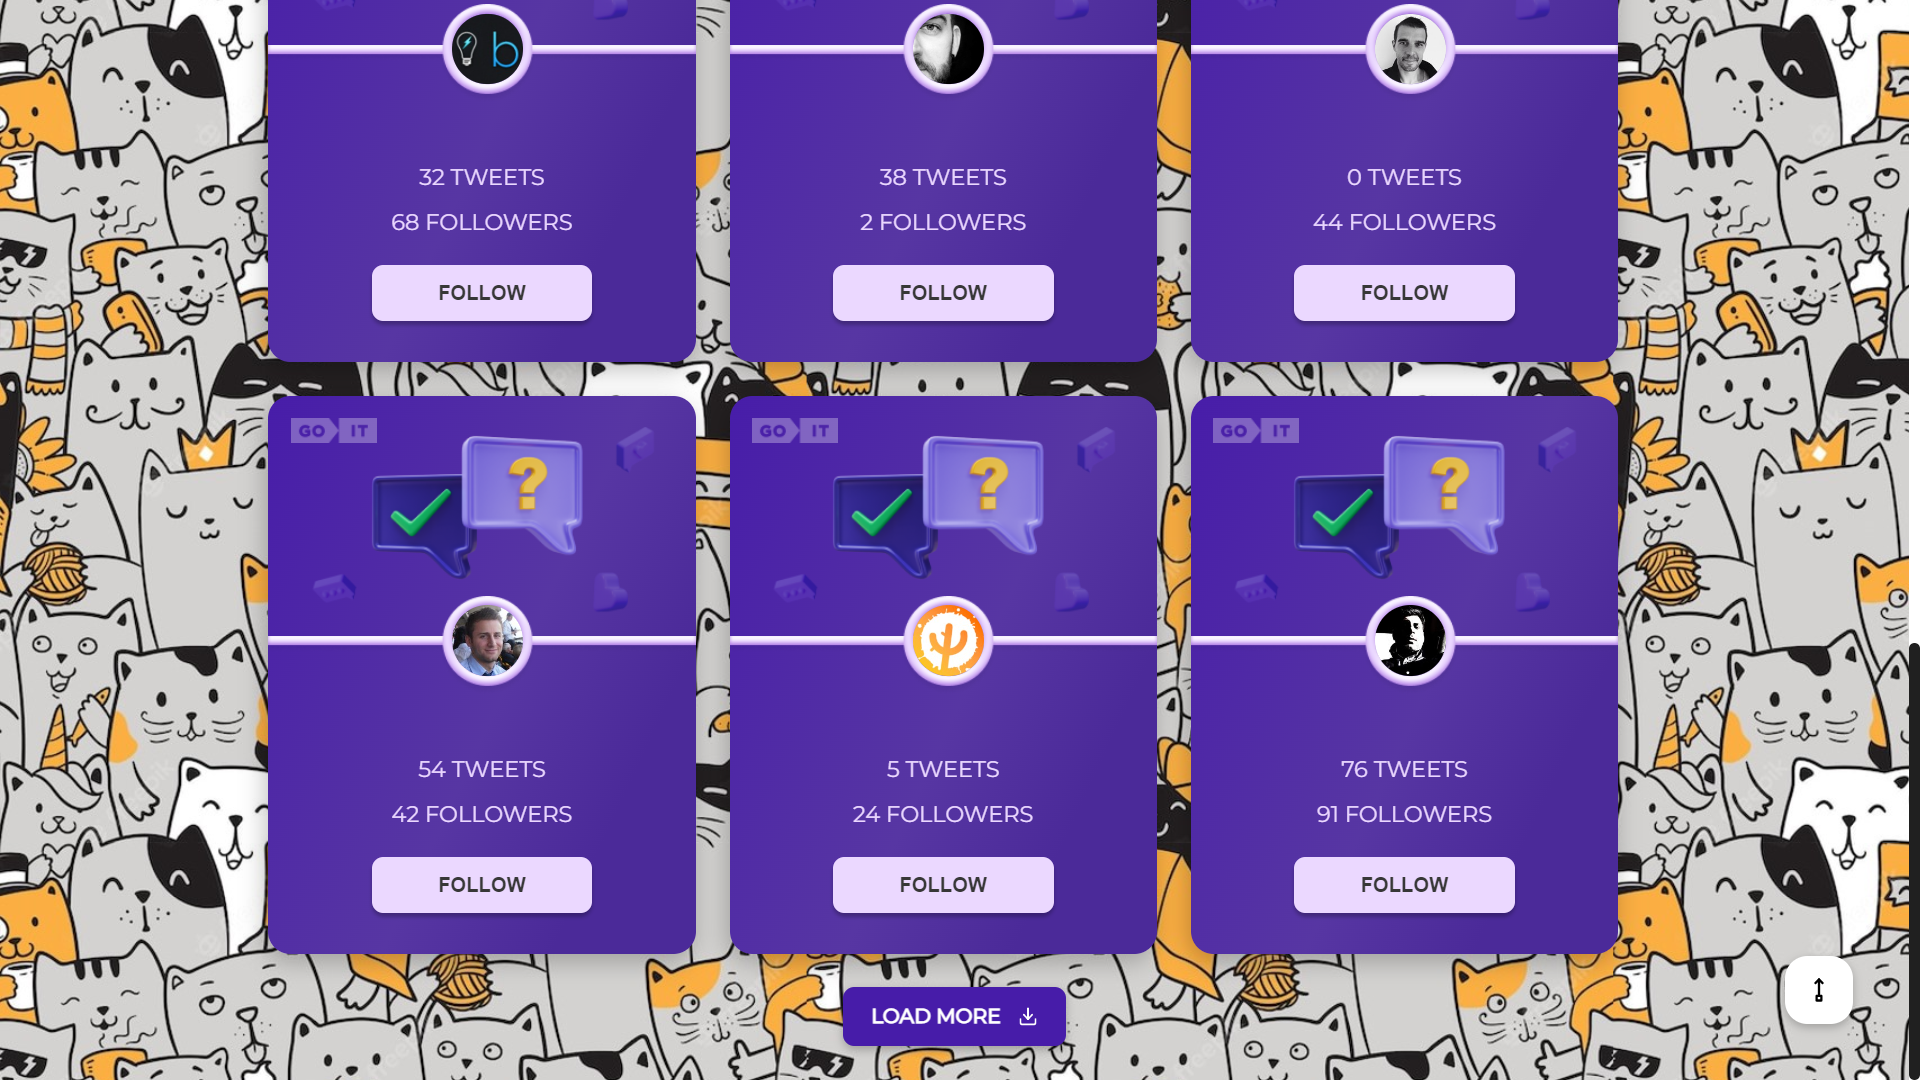 b
32 TWEETS
38 TWEETS
0 TWEETS
68 FOLLOWERS
2 FOLLOWERS
44 FOLLOWERS
FOLLOW
FOLLOW
FOLLOW
GO IT
GO IT
GO IT
?
?
?
54 TWEETS
5 TWEETS
76 TWEETS
42 FOLLOWERS
24 FOLLOWERS
91 FOLLOWERS
FOLLOW
FOLLOW
FOLLOW
LOAD MORE